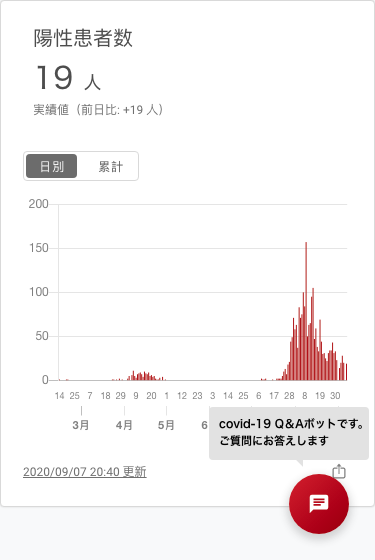 陽性患者数
19 人
実績値（前日比: +19 人）
日別 累計
200
150
100
50
0
14 25 7 18 29 9 20 1 12 23 3 14 25 6 17 28 8 19 30
3月 4月 5月 6
covid-19 Q&Aボットです。
ご質問にお答えします
2020/09/07 20:40 更新